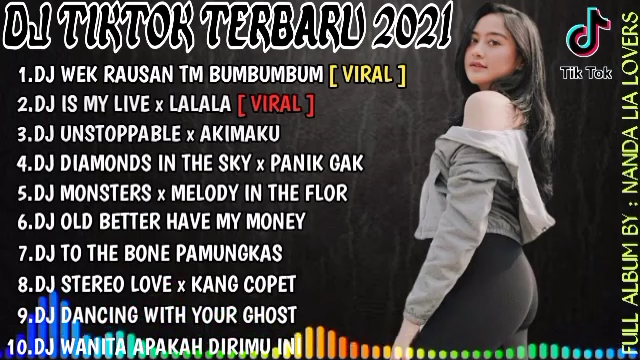 DJ TIKTOK TERBARU 2021
1.DJ WEK RAUSAN TM BUMBUMBUM [ VIRAL ]
2.DJ IS MY LIVE x LALALA [ VIRAL ]
3.DJ UNSTOPPABLE x AKIMAKU
4.DJ DIAMONDS IN THE SKY x PANIK GAK
5.DJ MONSTERS x MELODY IN THE FLOR
6.DJ OLD BETTER HAVE MY MONEY
7.DJ TO THE BONE PAMUNGKAS
8.DJ STEREO LOVE x KANG COPET
9.DJ DANCING WITH YOUR GHOST
10.DJ WANITA APAKAH DIRIMU INI
Tik Tok
FULL ALBUM BY : NANDA LIA LOVERS